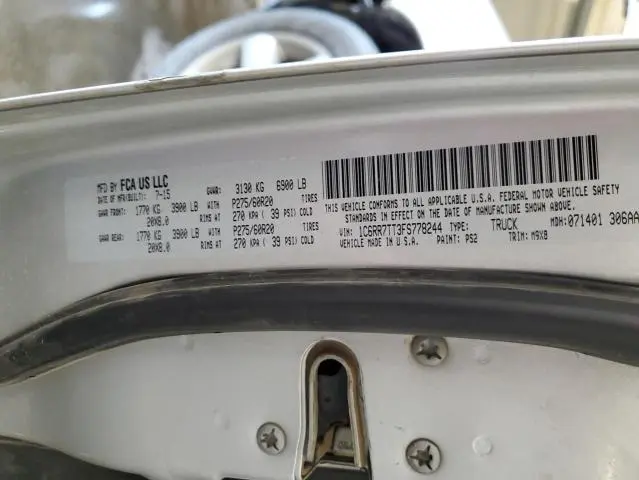 MFD BY FCA US LLC
DATE OF MFR(BUILT): 7-15 GVWR: 3130 KG 6900 LB
GAWR FRONT: 1770 KG 3900 LB WITH P275/60R20 TIRES
20X8.0 RIMS AT 270 KPA ( 39 PSI) COLD
GAWR REAR: 1770 KG 3900 LB WITH P275/60R20 TIRES
20X8.0 RIMS AT 270 KPA ( 39 PSI) COLD
THIS VEHICLE CONFORMS TO ALL APPLICABLE U.S.A. FEDERAL MOTOR VEHICLE SAFETY
STANDARDS IN EFFECT ON THE DATE OF MANUFACTURE SHOWN ABOVE.
VIN: 1C6RR7TT3FS778244 TYPE: TRUCK MDH: 071401 306AA
VEHICLE MADE IN U.S.A. PAINT: PS2 TRIM: M9X8